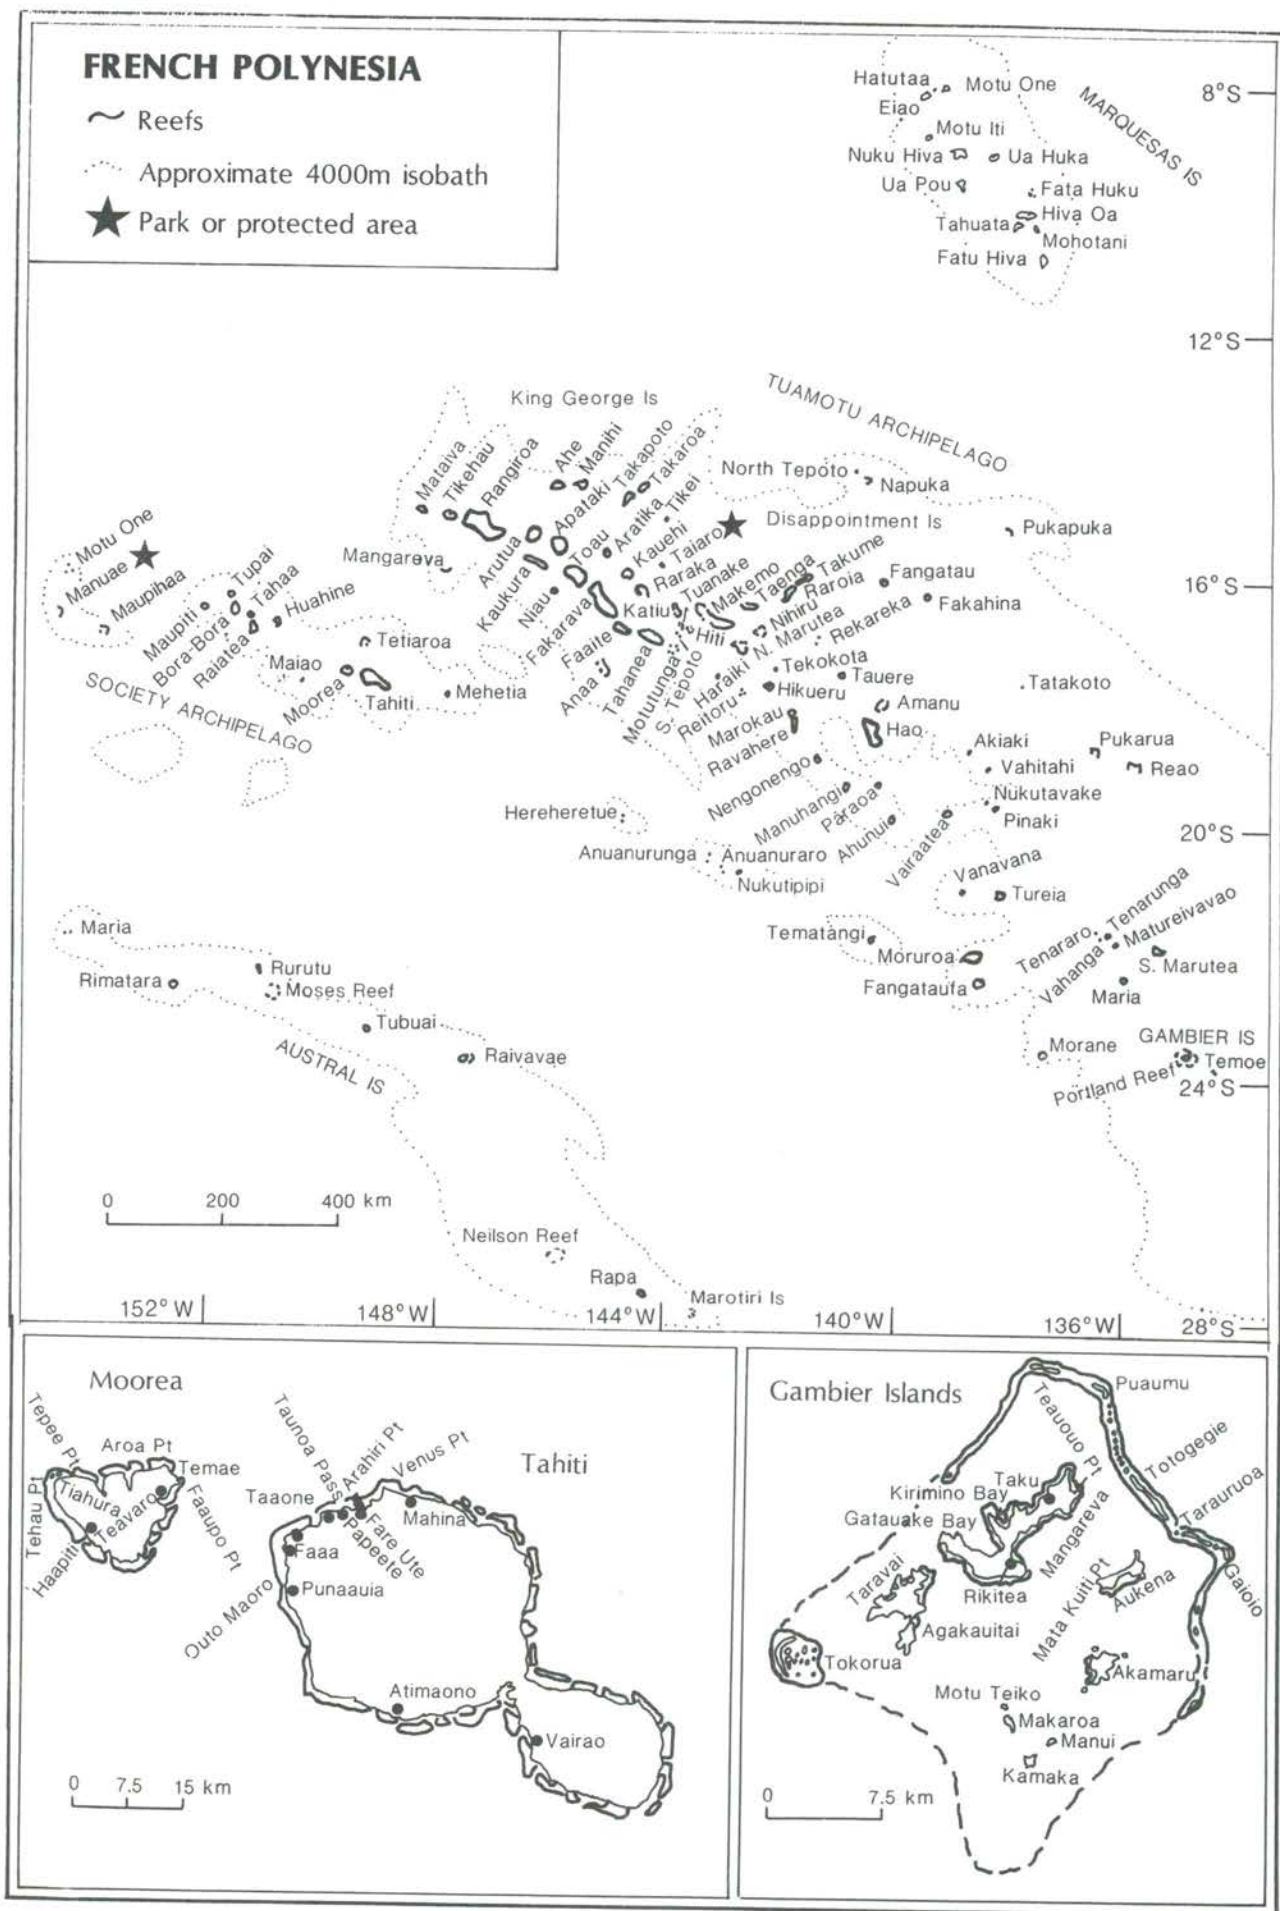 FRENCH POLYNESIA
Reefs
Approximate 4000m isobath
Park or protected area
Hatutaa
Motu One
Eiao
Motu Iti
Nuku Hiva
Ua Huka
Ua Pou
Fata Huku
Hiva Oa
Tahuata
Mohotani
Fatu Hiva
MARQUESAS IS
8°S
12°S
King George Is
TUAMOTU ARCHIPELAGO
Mataiva
Tikehau
Rangiroa
Ahe
Manihi
Apataki
Takapoto
Takaroa
Tikei
North Tepoto
Napuka
Disappointment Is
Pukapuka
Mangareva
Arutua
Kaukura
Niau
Toau
Aratika
Kauehi
Taiaro
Raraka
Fakarava
Katiu
Tuanake
Makemo
Taenga
Takume
Raroia
Fangatau
16°S
Fakahina
Faaite
Hiti
Nihiru
N. Marutea
Rekareka
Anaa
Tahanea
Motutunga
S. Tepoto
Haraiki
Reitoru
Tekokota
Hikueru
Tauere
Tatakoto
Marokau
Ravahere
Amanu
Hao
Nengonengo
Akiaki
Vahitahi
Pukarua
Reao
Manuhangi
Paraoa
Ahunui
Vairaatea
Nukutavake
Pinaki
20°S
Motu One
Manuae
Maupihaa
Maupiti
Tupai
Bora-Bora
Tahaa
Raiatea
Huahine
Tetiaroa
Maiao
Moorea
Tahiti
Mehetia
SOCIETY ARCHIPELAGO
Hereheretue
Anuanurunga
Anuanuraro
Nukutipipi
Vanavana
Tureia
Tematangi
Moruroa
Fangataufa
Tenararo
Tenarunga
Vahanga
Matureivavao
S. Marutea
Maria
Morane
GAMBIER IS
Temoe
Portland Reef
24°S
Maria
Rimatara
Rurutu
Moses Reef
Tubuai
Raivavae
AUSTRAL IS
0 200 400 km
Neilson Reef
Rapa
Marotiri Is
152°W
148°W
144°W
140°W
136°W
28°S
Moorea
Tepee Pt
Aroa Pt
Temae
Tehau Pt
Tiahura
Teavaro
Haapiti
Faaupo Pt
Tahiti
Taunoa Pass
Arahiri Pt
Venus Pt
Taaone
Fare Ute
Papeete
Mahina
Faaa
Punaauia
Outo Maoro
Atimaono
Vairao
0 7.5 15 km
Gambier Islands
Puaumu
Teauouo Pt
Totogegie
Taku
Kirimino Bay
Tarauruoa
Gatauake Bay
Mangareva
Taravai
Rikitea
Mata Kuiti Pt
Aukena
Gaioio
Agakauitai
Tokorua
Akamaru
Motu Teiko
Makaroa
Manui
Kamaka
0 7.5 km